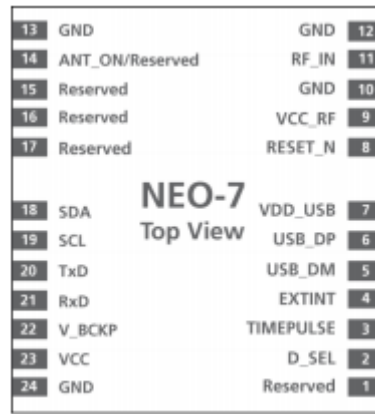 13 GND GND 12
14 ANT_ON/Reserved RF_IN 11
15 Reserved GND 10
16 Reserved VCC_RF 9
17 Reserved RESET_N 8
NEO-7
Top View
18 SDA VDD_USB 7
19 SCL USB_DP 6
20 TxD USB_DM 5
21 RxD EXTINT 4
22 V_BCKP TIMEPULSE 3
23 VCC D_SEL 2
24 GND Reserved 1